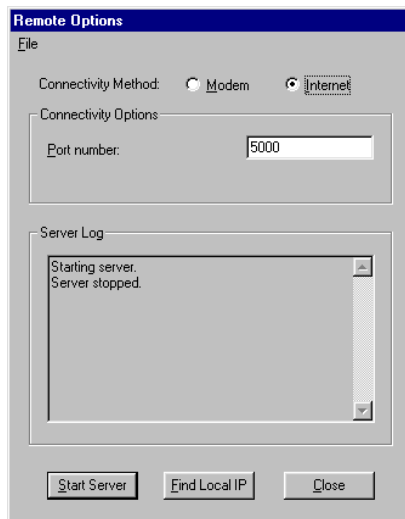 Remote Options
File
Connectivity Method: Modem Internet
Connectivity Options
Port number: 5000
Server Log
Starting server.
Server stopped.
Start Server Find Local IP Close